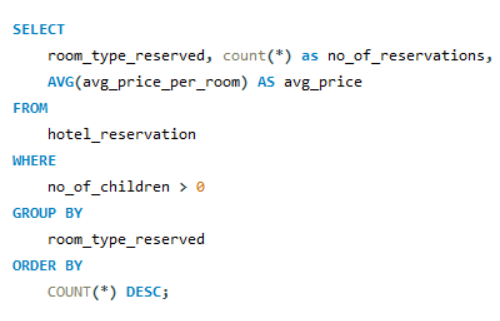 SELECT
room_type_reserved, count(*) as no_of_reservations,
AVG(avg_price_per_room) AS avg_price
FROM
hotel_reservation
WHERE
no_of_children > 0
GROUP BY
room_type_reserved
ORDER BY
COUNT(*) DESC;